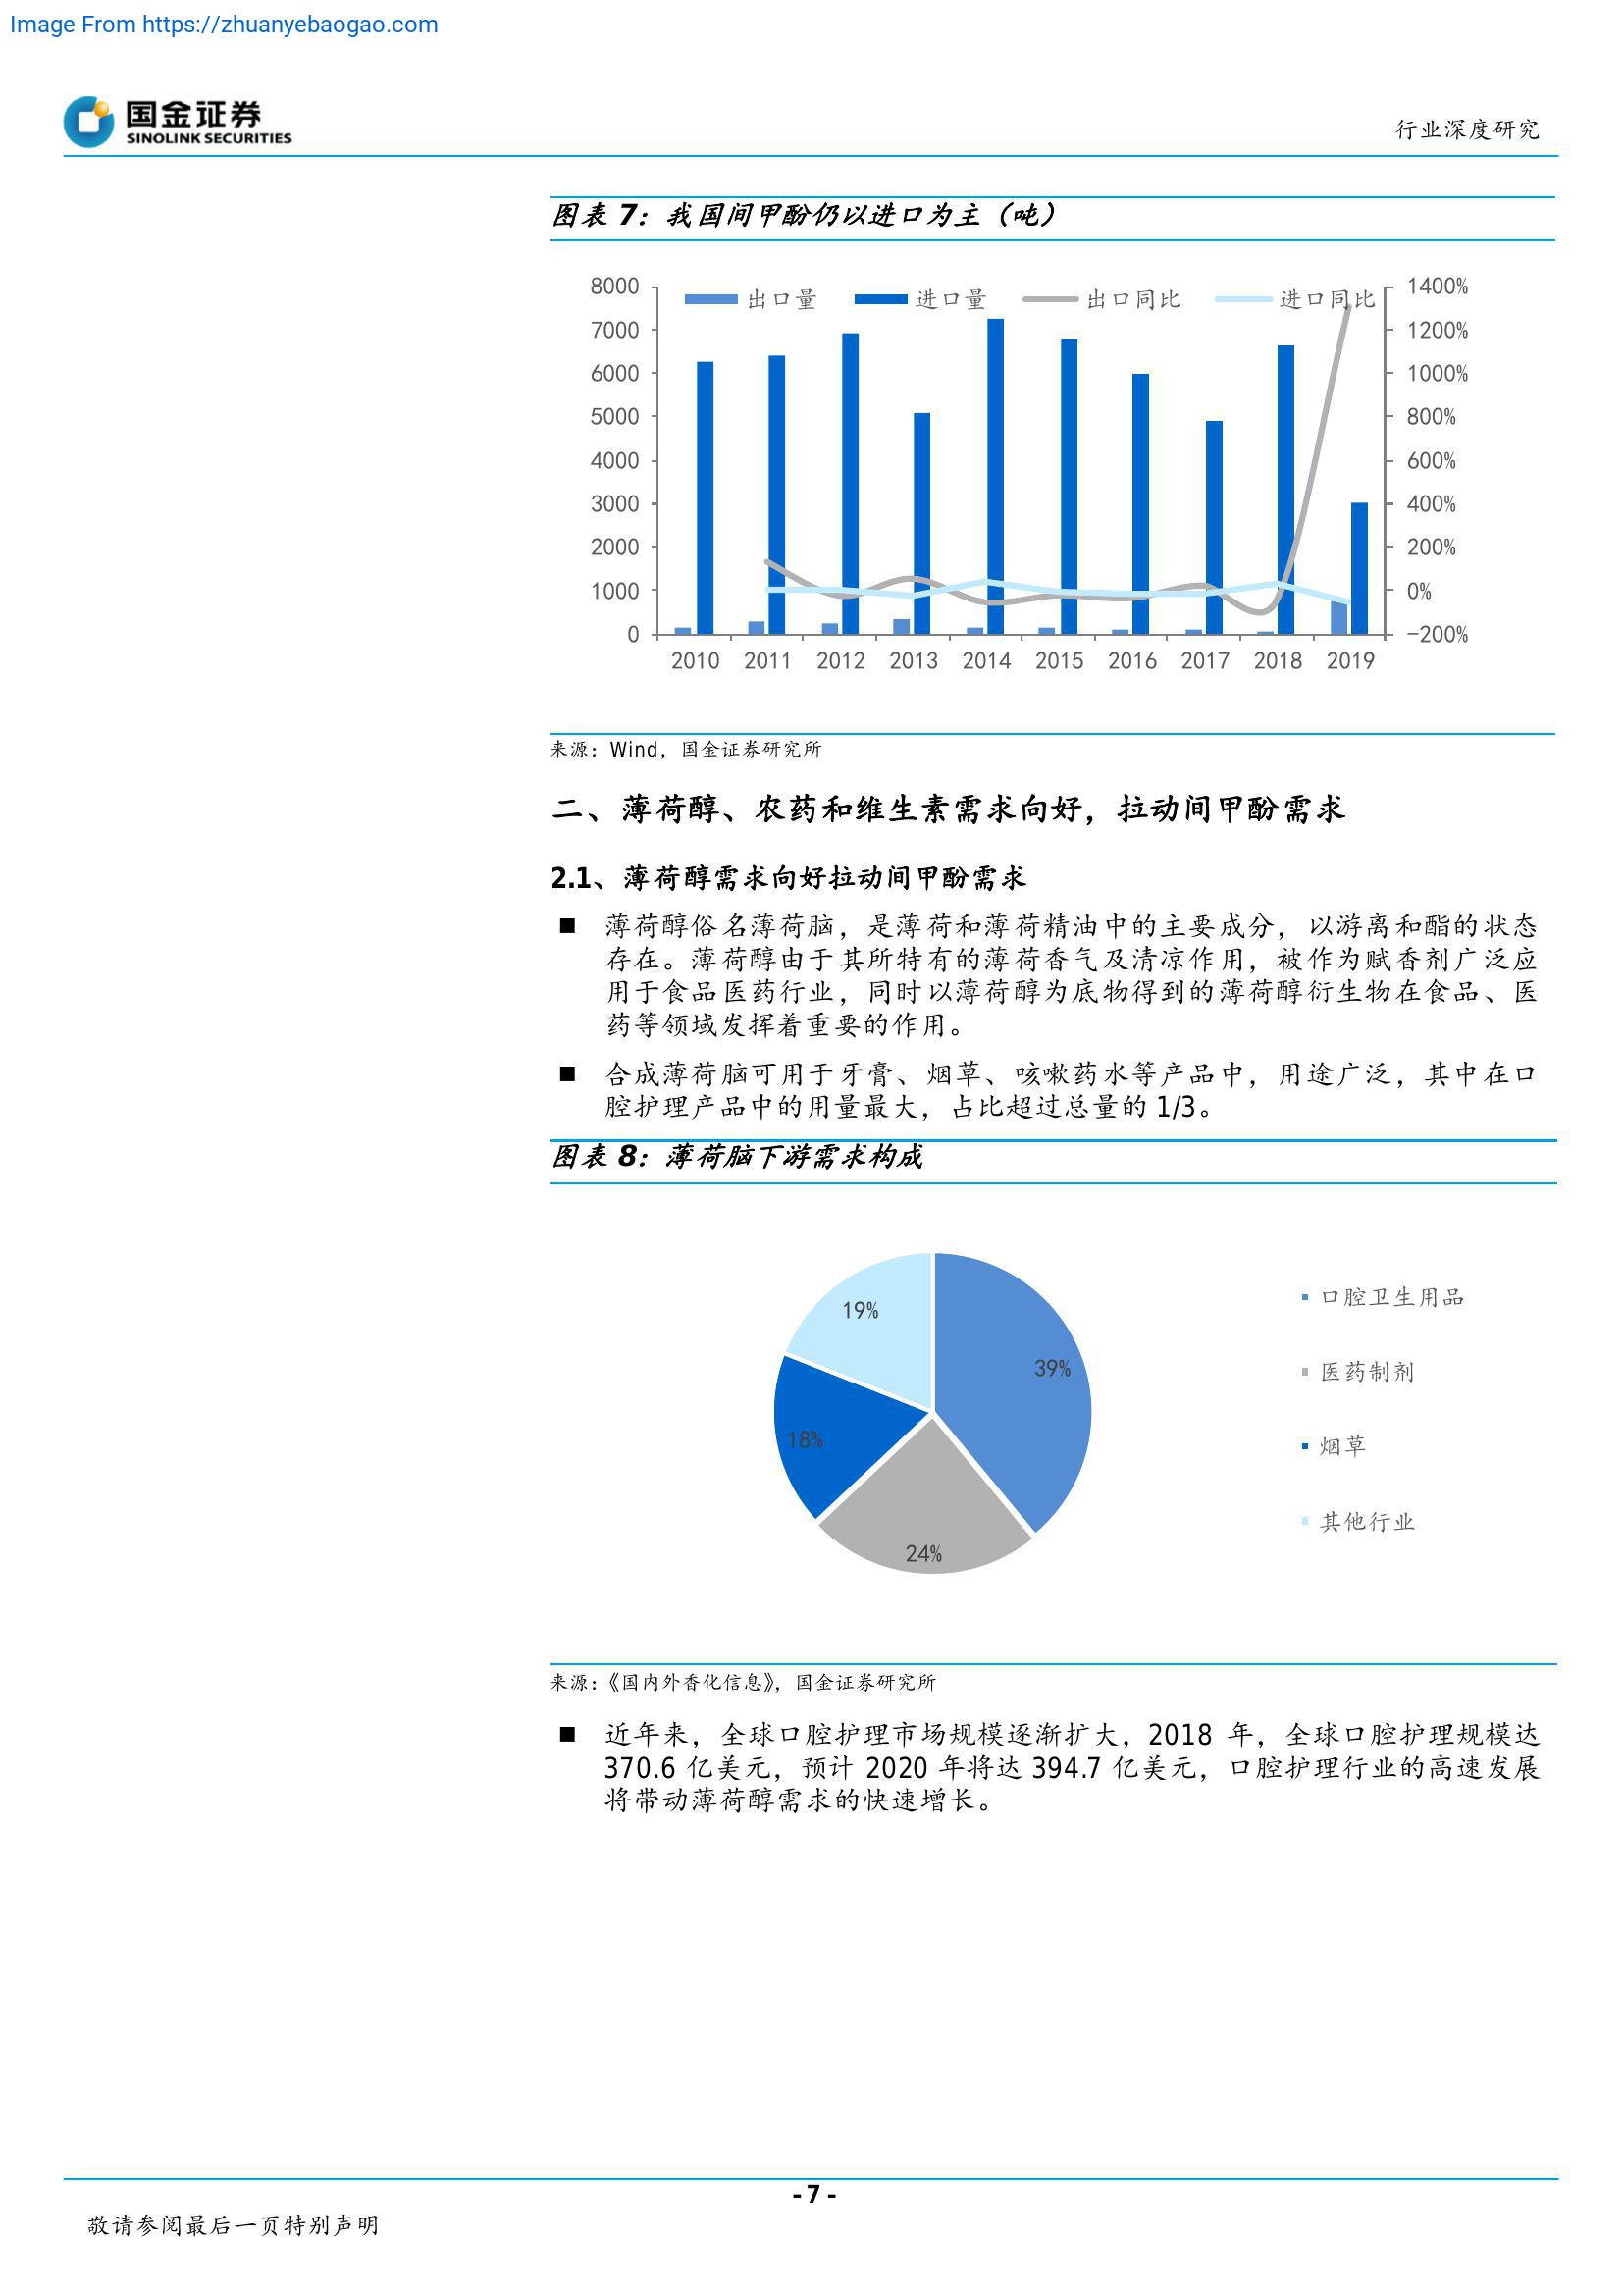 Image From https://zhuanyebaogao.com
国金证券
SINOLINK SECURITIES
行业深度研究
图表 7：我国间甲酚仍以进口为主（吨）
出口量 进口量 出口同比 进口同比
8000
7000
6000
5000
4000
3000
2000
1000
0
1400%
1200%
1000%
800%
600%
400%
200%
0%
-200%
2010 2011 2012 2013 2014 2015 2016 2017 2018 2019
来源：Wind，国金证券研究所
二、薄荷醇、农药和维生素需求向好，拉动间甲酚需求
2.1、薄荷醇需求向好拉动间甲酚需求
■ 薄荷醇俗名薄荷脑，是薄荷和薄荷精油中的主要成分，以游离和酯的状态
存在。薄荷醇由于其所特有的薄荷香气及清凉作用，被作为赋香剂广泛应
用于食品医药行业，同时以薄荷醇为底物得到的薄荷醇衍生物在食品、医
药等领域发挥着重要的作用。
■ 合成薄荷脑可用于牙膏、烟草、咳嗽药水等产品中，用途广泛，其中在口
腔护理产品中的用量最大，占比超过总量的 1/3。
图表 8：薄荷脑下游需求构成
39%
24%
18%
19%
口腔卫生用品
医药制剂
烟草
其他行业
来源：《国内外香化信息》，国金证券研究所
■ 近年来，全球口腔护理市场规模逐渐扩大，2018 年，全球口腔护理规模达
370.6 亿美元，预计 2020 年将达 394.7 亿美元，口腔护理行业的高速发展
将带动薄荷醇需求的快速增长。
- 7 -
敬请参阅最后一页特别声明